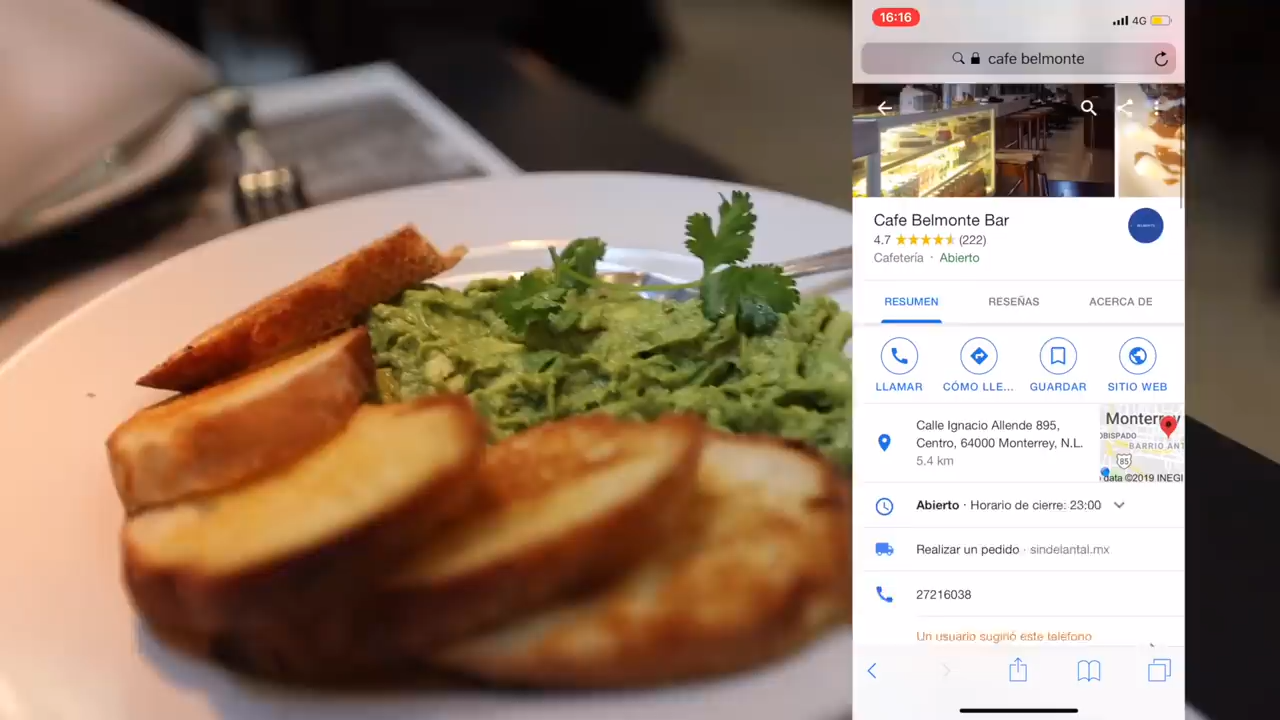 16:16
4G
cafe belmonte
Cafe Belmonte Bar
4.7 (222)
Cafetería · Abierto
RESUMEN RESEÑAS ACERCA DE
LLAMAR CÓMO LLE... GUARDAR SITIO WEB
Calle Ignacio Allende 895,
Centro, 64000 Monterrey, N.L.
5.4 km
Monterrey
OBISPADO
BARRIO ANT
85
data ©2019 INEGI
Abierto · Horario de cierre: 23:00
Realizar un pedido · sindelantal.mx
27216038
Un usuario sugirió este teléfono